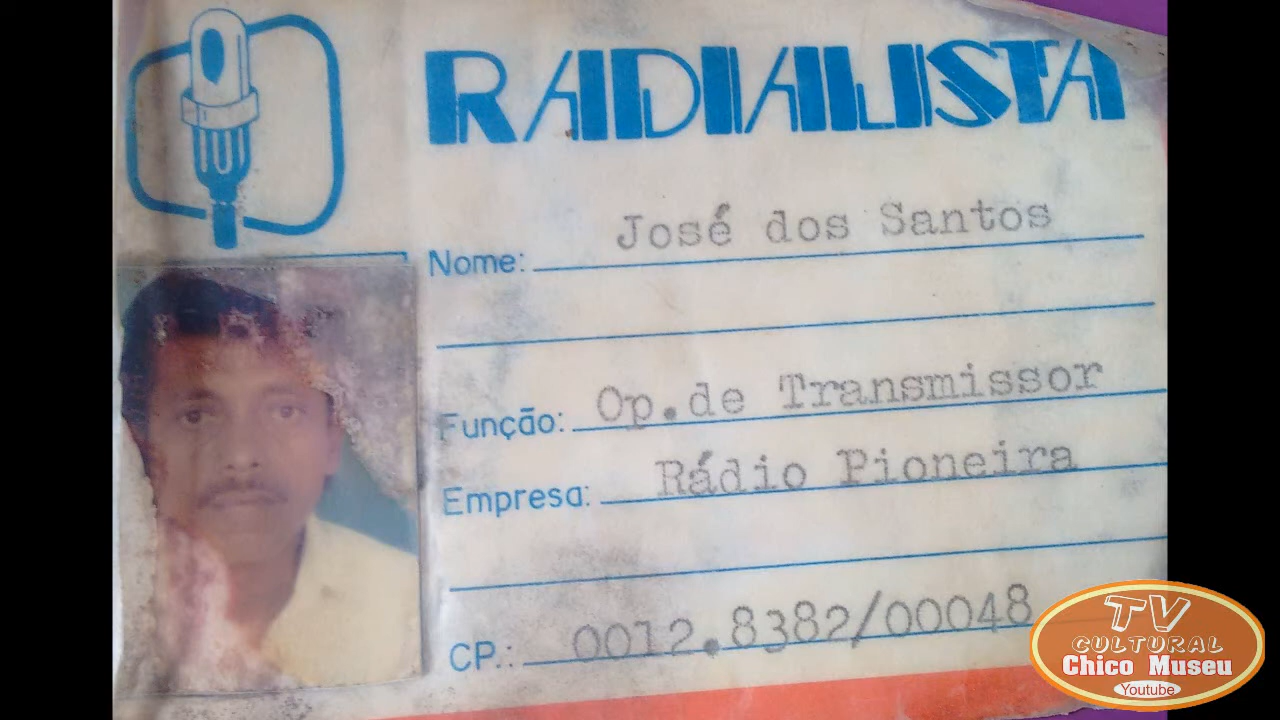 RADIALISTA
Nome: José dos Santos
Função: Op.de Transmissor
Empresa: Rádio Pioneira
CP.: 0012.8382/00048
TV
CULTURAL
Chico Museu
Youtube